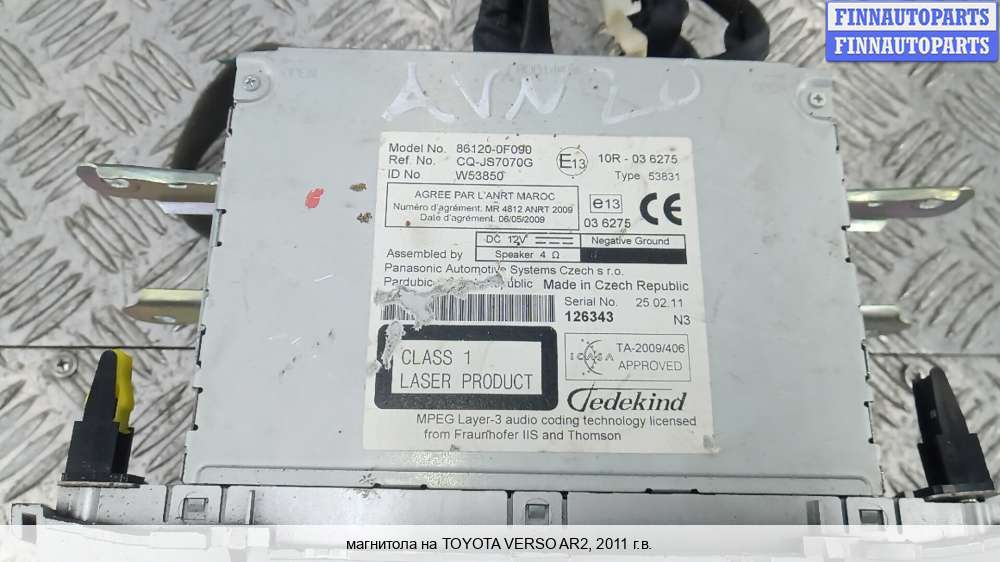 FINNAUTOPARTS
FINNAUTOPARTS
AVN 20
Model No. 86120-0F090
Ref. No. CQ-JS7070G
ID No W53850
E13 10R - 03 6275
Type 53831
AGREE PAR L'ANRT MAROC
Numéro d'agrément. MR 4812 ANRT 2009
Date d'agrément. 06/05/2009
e13
03 6275
CE
DC 12V
Negative Ground
Speaker 4 Ω
Assembled by
Panasonic Automotive Systems Czech s r.o.
Made in Czech Republic
Serial No. 25.02.11
126343 N3
CLASS 1
LASER PRODUCT
ICASA
TA-2009/406
APPROVED
Tedekind
MPEG Layer-3 audio coding technology licensed
from Fraunhofer IIS and Thomson
магнитола на TOYOTA VERSO AR2, 2011 г.в.